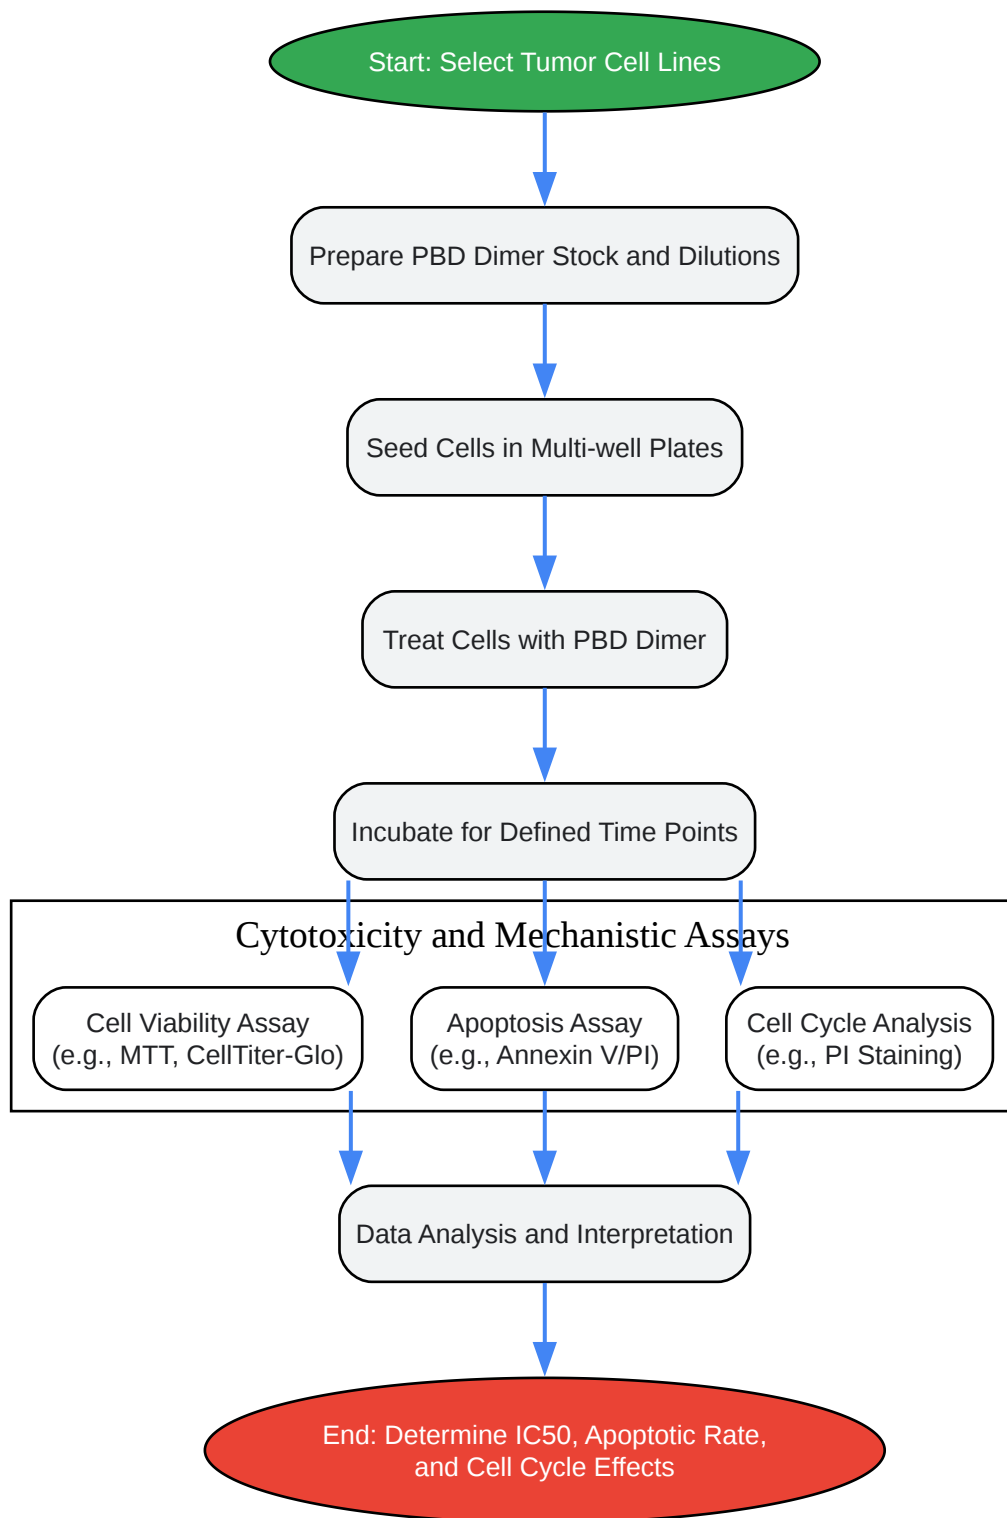 Start: Select Tumor Cell Lines
Prepare PBD Dimer Stock and Dilutions
Seed Cells in Multi-well Plates
Treat Cells with PBD Dimer
Incubate for Defined Time Points
Cytotoxicity and Mechanistic Assays
Cell Viability Assay
(e.g., MTT, CellTiter-Glo)
Apoptosis Assay
(e.g., Annexin V/PI)
Cell Cycle Analysis
(e.g., PI Staining)
Data Analysis and Interpretation
End: Determine IC50, Apoptotic Rate,
and Cell Cycle Effects